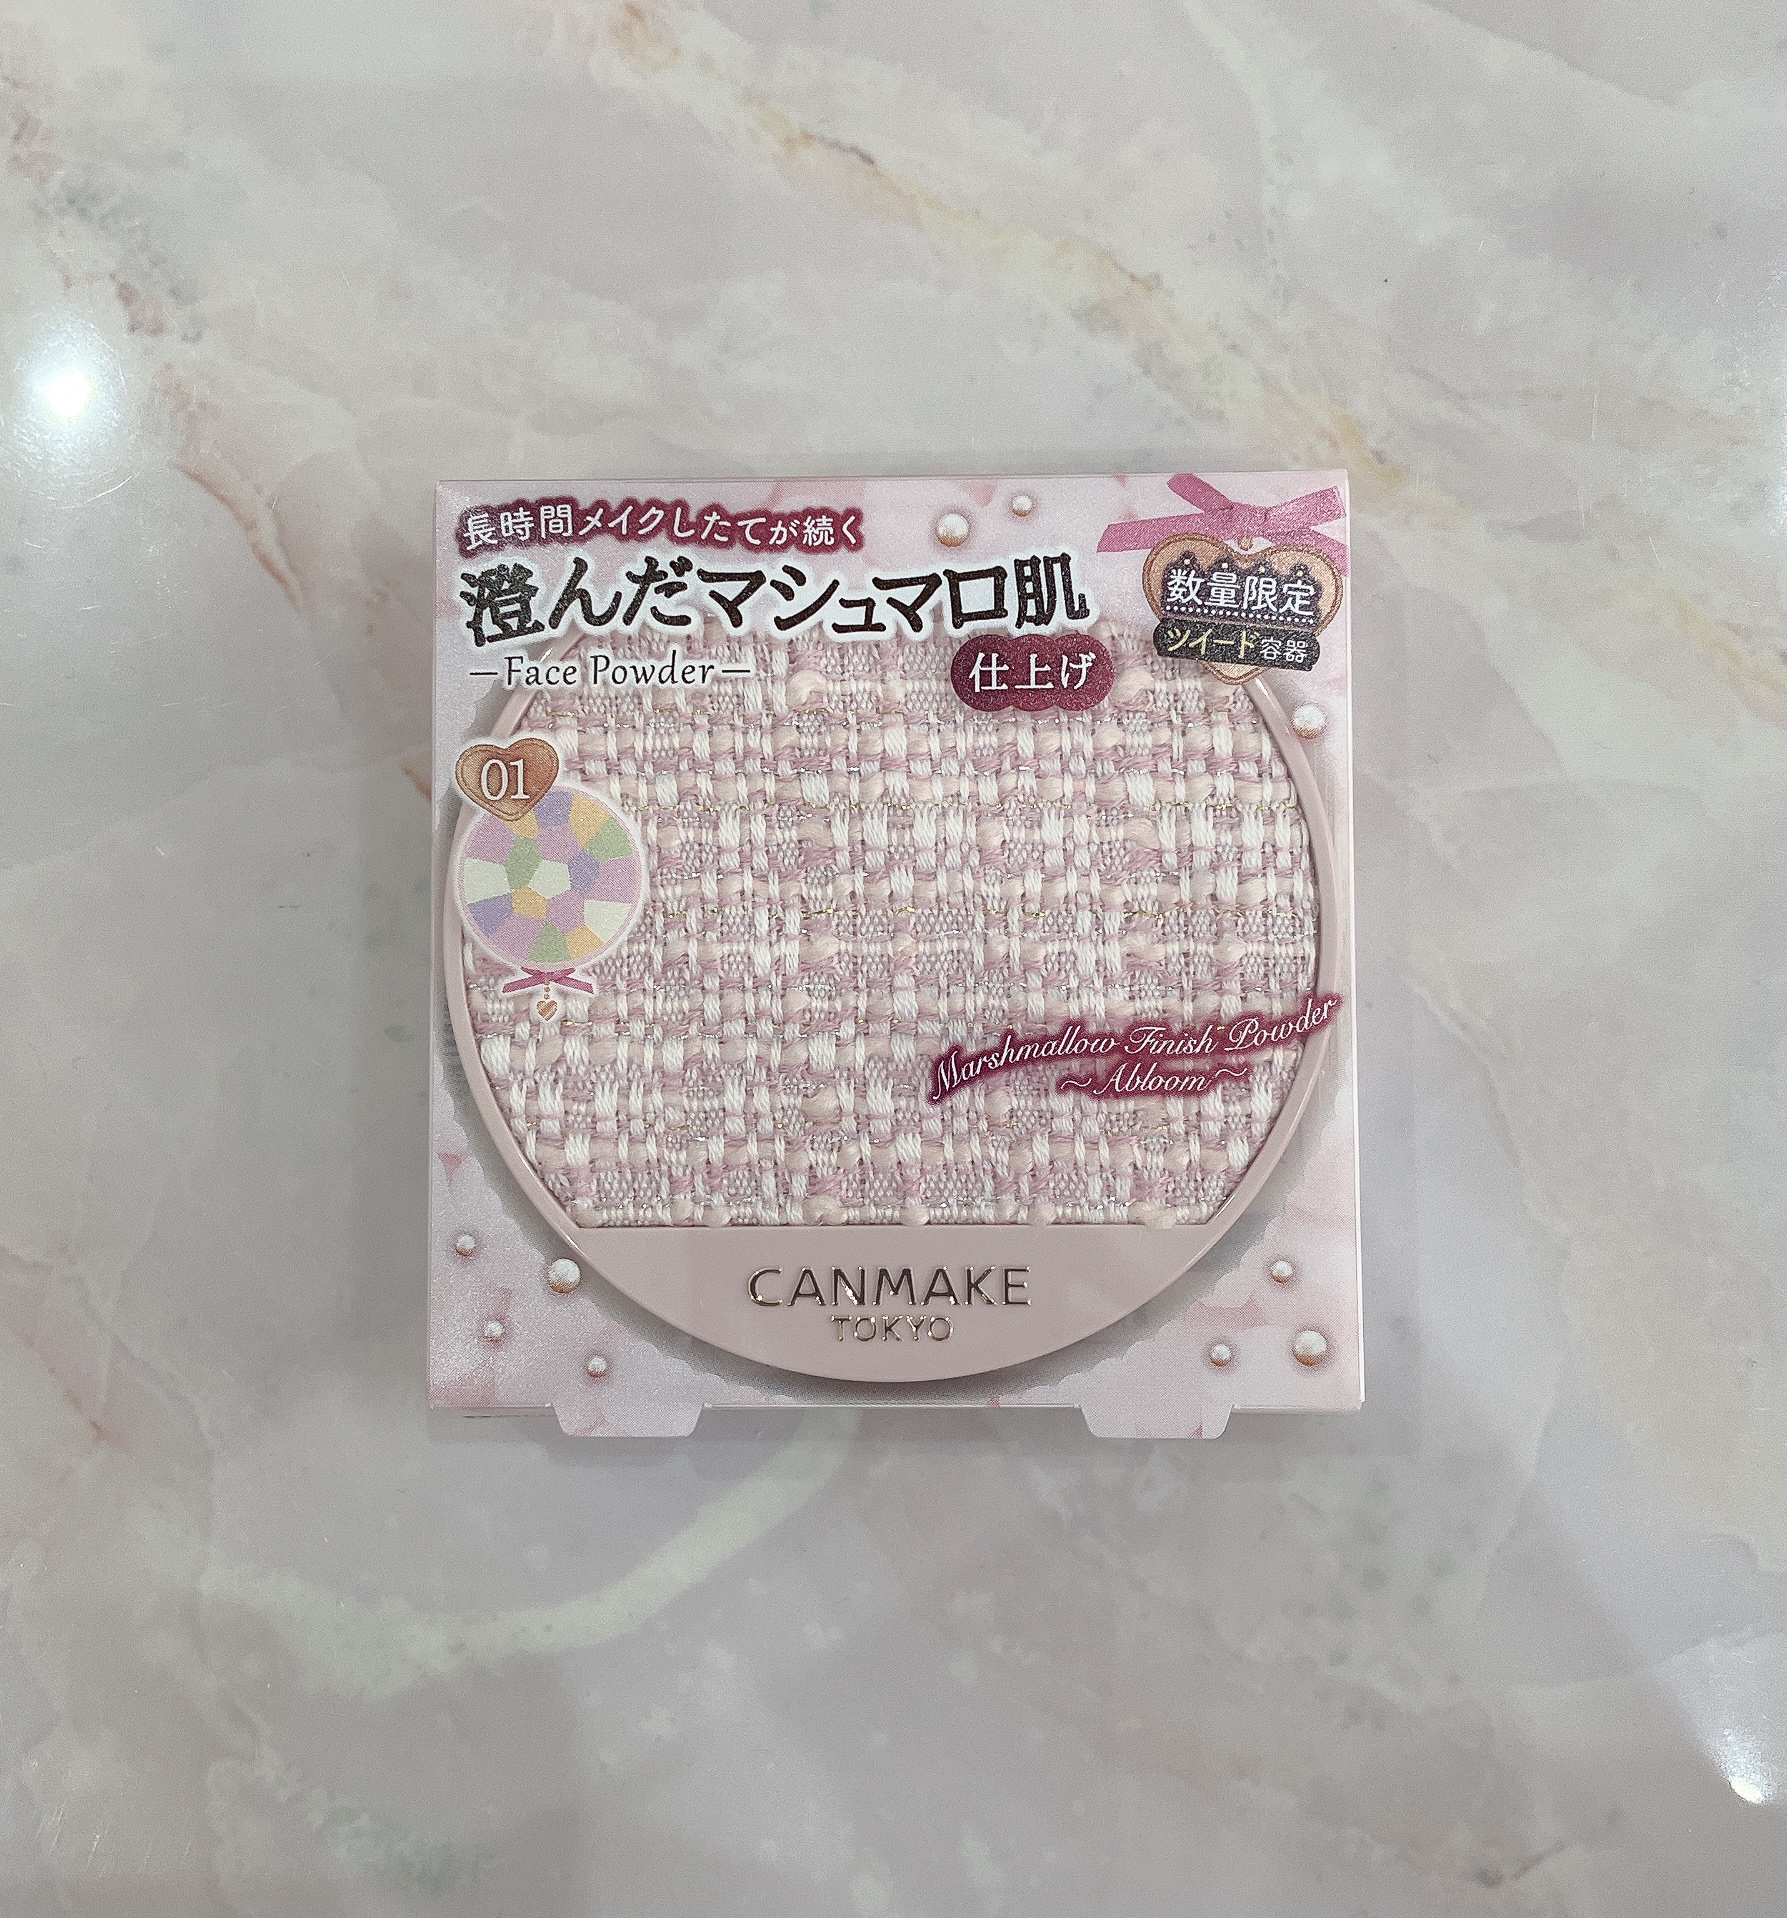 長時間メイクしたてが続く
澄んだマシュマロ肌
仕上げ
—Face Powder—
数量限定
ツイード容器
01
Marshmallow Finish Powder
～Abloom～
CANMAKE
TOKYO